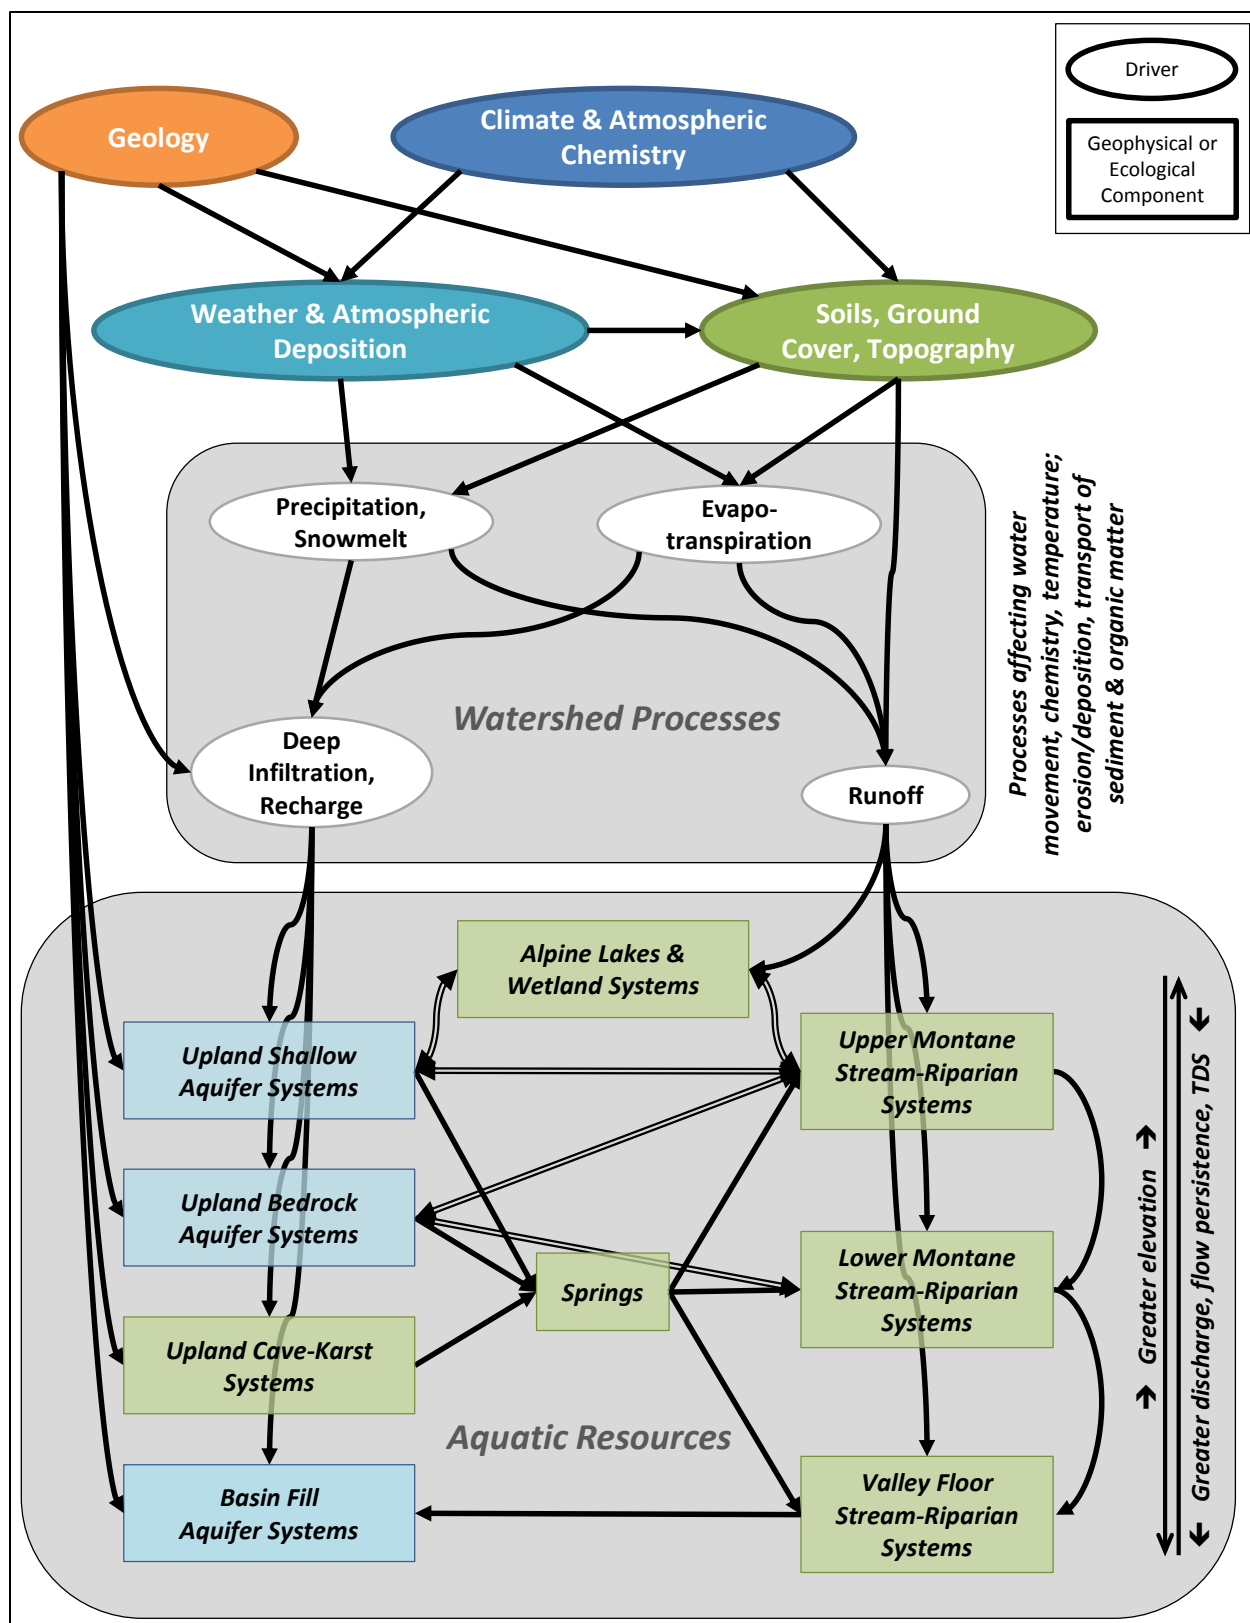 Driver
Geophysical or
Ecological
Component
Geology
Climate & Atmospheric
Chemistry
Weather & Atmospheric
Deposition
Soils, Ground
Cover, Topography
Precipitation,
Snowmelt
Evapo-
transpiration
Watershed Processes
Deep
Infiltration,
Recharge
Runoff
Processes affecting water
movement, chemistry, temperature;
erosion/deposition, transport of
sediment & organic matter
Alpine Lakes &
Wetland Systems
Upland Shallow
Aquifer Systems
Upper Montane
Stream-Riparian
Systems
Upland Bedrock
Aquifer Systems
Springs
Lower Montane
Stream-Riparian
Systems
Upland Cave-Karst
Systems
Aquatic Resources
Basin Fill
Aquifer Systems
Valley Floor
Stream-Riparian
Systems
→ Greater elevation →
← Greater discharge, flow persistence, TDS ←